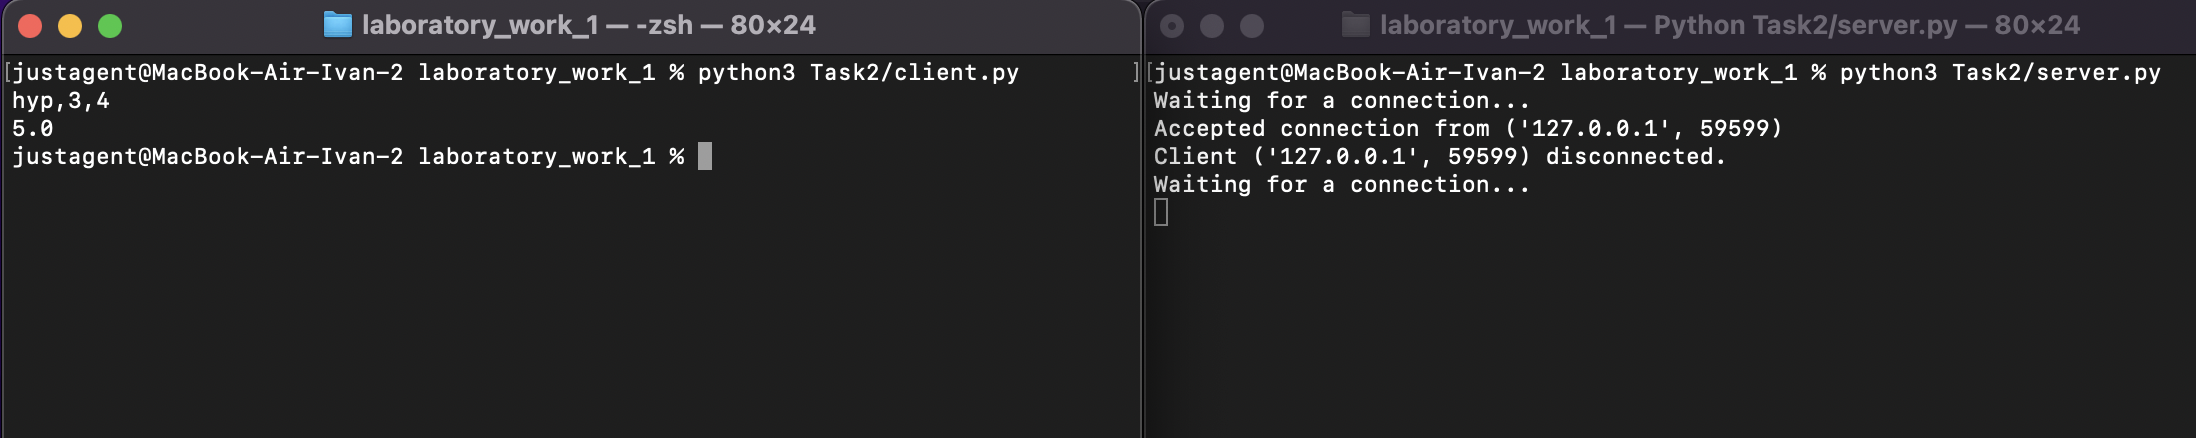 laboratory_work_1 — -zsh — 80×24
[justagent@MacBook-Air-Ivan-2 laboratory_work_1 % python3 Task2/client.py ]
hyp,3,4
5.0
justagent@MacBook-Air-Ivan-2 laboratory_work_1 %
laboratory_work_1 — Python Task2/server.py — 80×24
[justagent@MacBook-Air-Ivan-2 laboratory_work_1 % python3 Task2/server.py
Waiting for a connection...
Accepted connection from ('127.0.0.1', 59599)
Client ('127.0.0.1', 59599) disconnected.
Waiting for a connection...